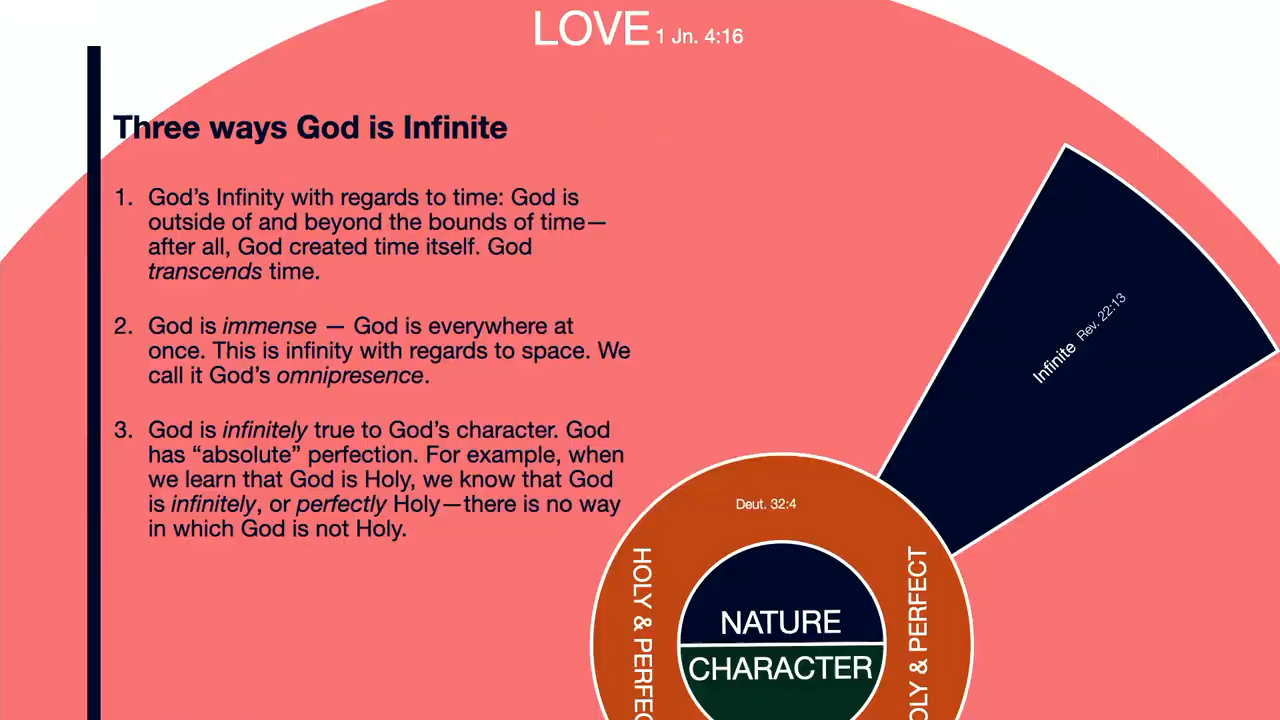 LOVE 1 Jn. 4:16
Three ways God is Infinite
1. God’s Infinity with regards to time: God is
outside of and beyond the bounds of time—
after all, God created time itself. God
transcends time.
2. God is immense — God is everywhere at
once. This is infinity with regards to space. We
call it God’s omnipresence.
3. God is infinitely true to God’s character. God
has “absolute” perfection. For example, when
we learn that God is Holy, we know that God
is infinitely, or perfectly Holy—there is no way
in which God is not Holy.
Infinite Rev. 22:13
Deut. 32:4
HOLY & PERFEC
NATURE
CHARACTER
OLY & PERFECT